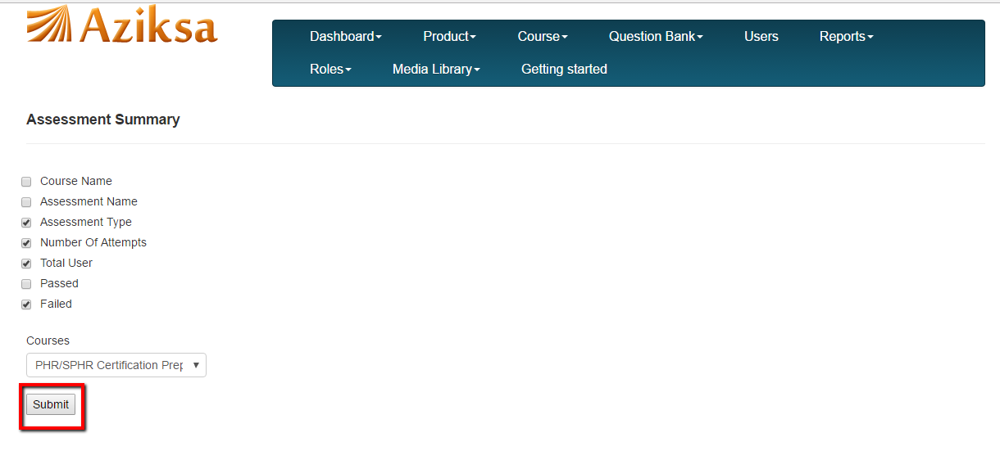 Aziksa
Dashboard Product Course Question Bank Users Reports
Roles Media Library Getting started
Assessment Summary
Course Name
Assessment Name
Assessment Type
Number Of Attempts
Total User
Passed
Failed
Courses
PHR/SPHR Certification Prep
Submit